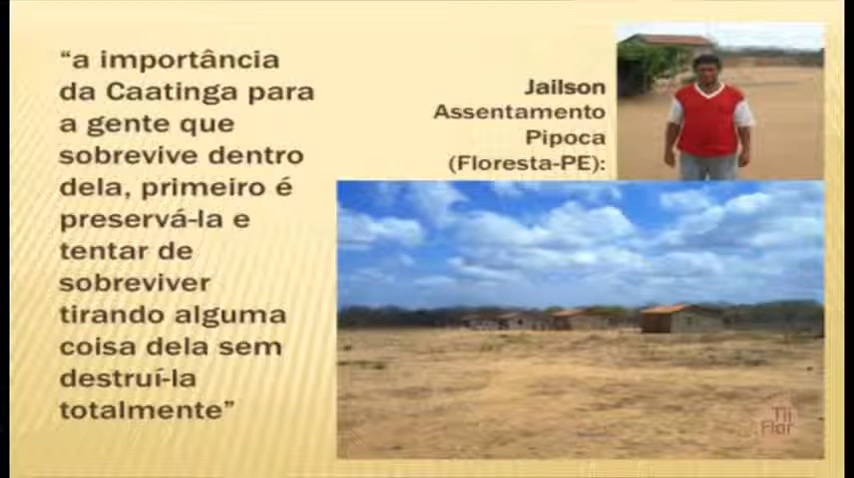 “a importância
da Caatinga para
a gente que
sobrevive dentro
dela, primeiro é
preservá-la e
tentar de
sobreviver
tirando alguma
coisa dela sem
destruí-la
totalmente”
Jailson
Assentamento
Pipoca
(Floresta-PE):
Flor